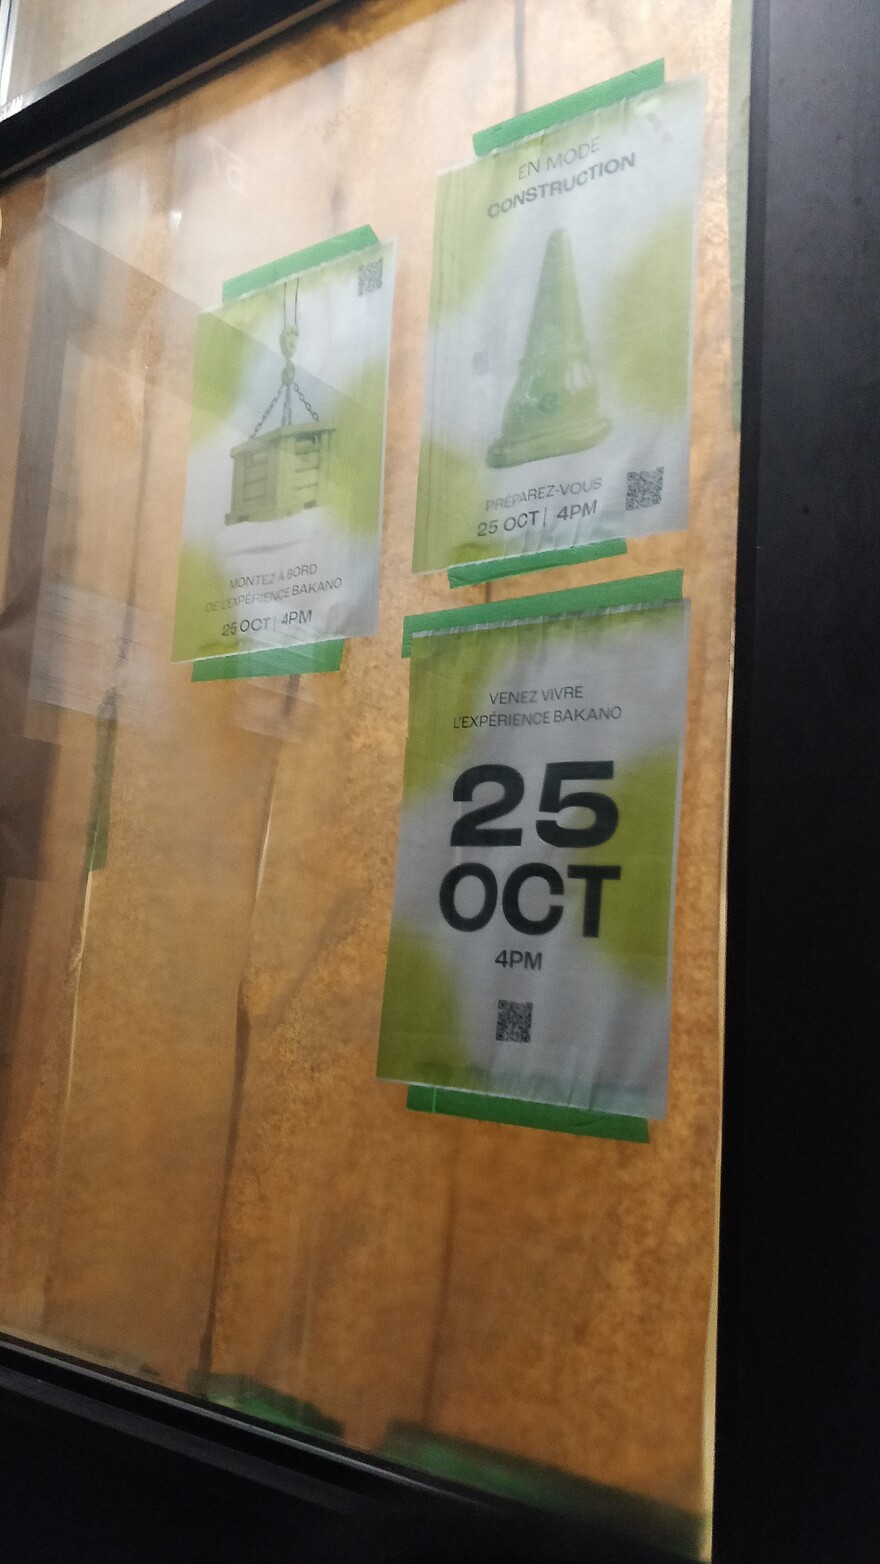 MONTEZ À BORD
DE L'EXPÉRIENCE BAKANO
25 OCT | 4PM
EN MODE
CONSTRUCTION
PRÉPAREZ-VOUS
25 OCT | 4PM
VENEZ VIVRE
L'EXPÉRIENCE BAKANO
25
OCT
4PM